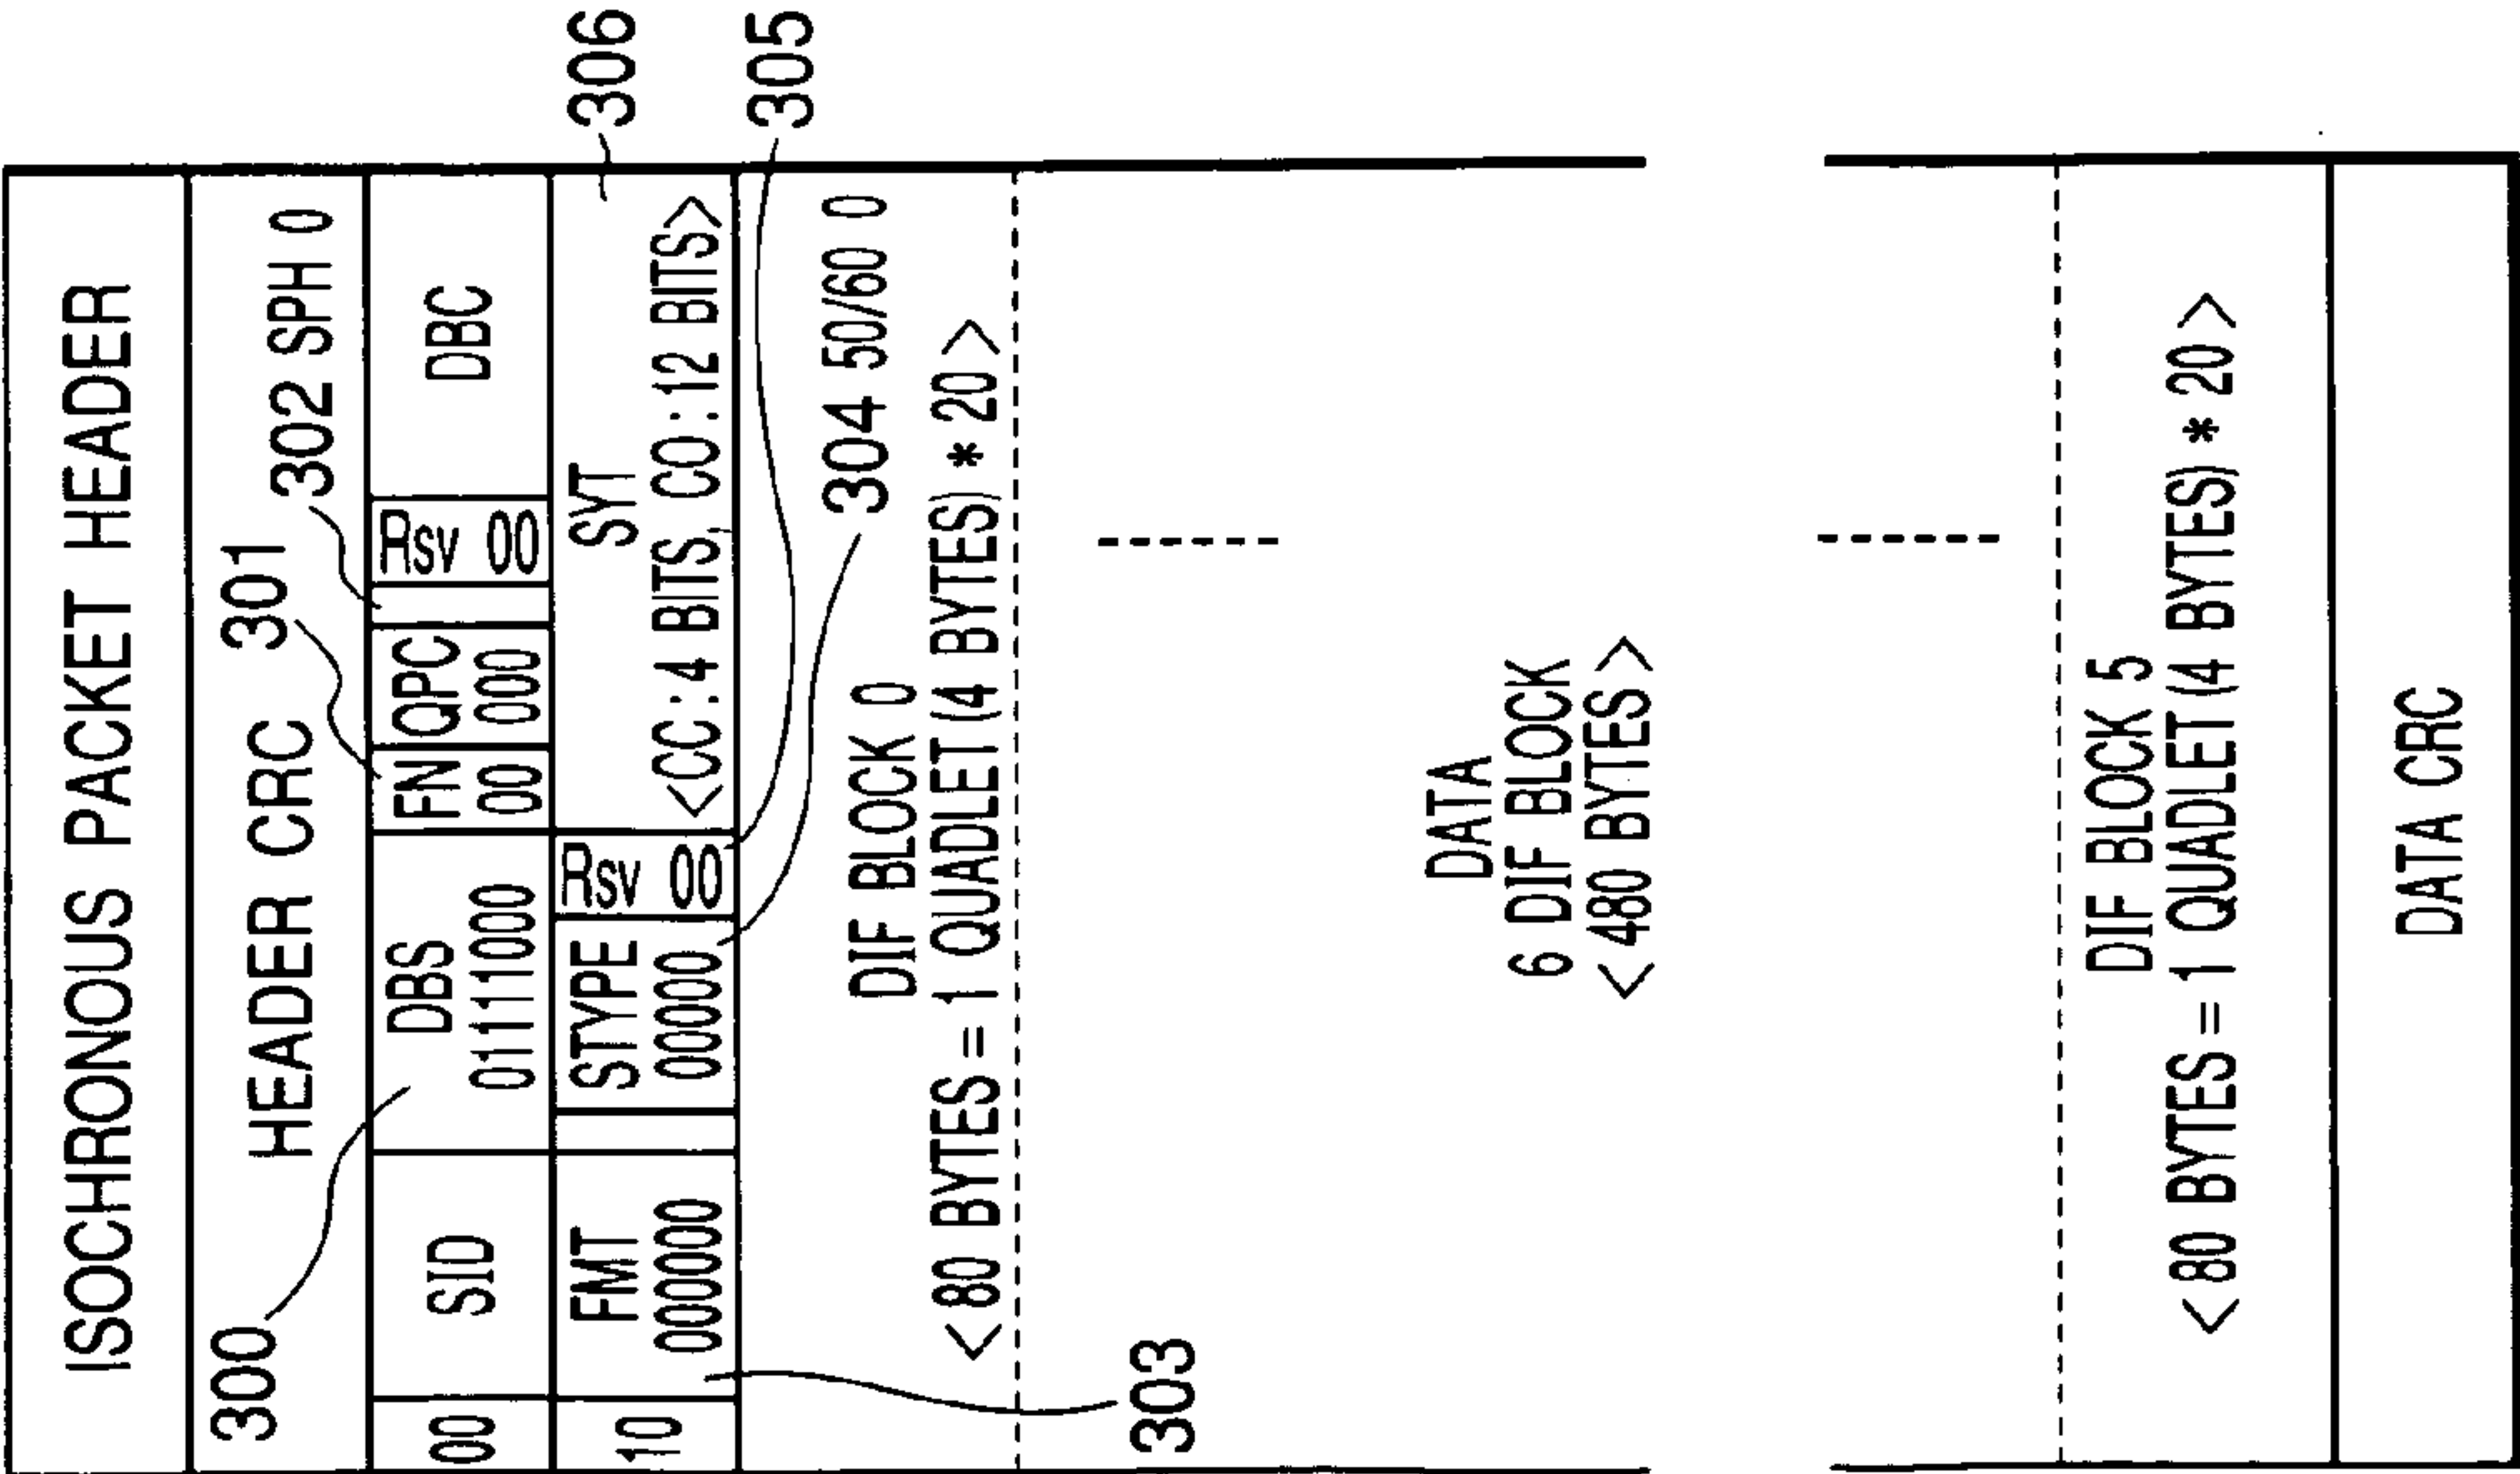 ISOCHRONOUS PACKET HEADER
300 HEADER CRC 301 302 SPH 0
00 SID DBS 01111000 FN 00 QPC 000 Rsv 00 DBC
10 FMT 000000 STYPE 00000 Rsv 00 SYT <CC:4 BITS, CO:12 BITS>
306
305
DIF BLOCK 0 304 50/60 0
<80 BYTES = 1 QUADLET(4 BYTES) * 20>
303
DATA
6 DIF BLOCK
<480 BYTES>
DIF BLOCK 5
<80 BYTES = 1 QUADLET(4 BYTES) * 20>
DATA CRC